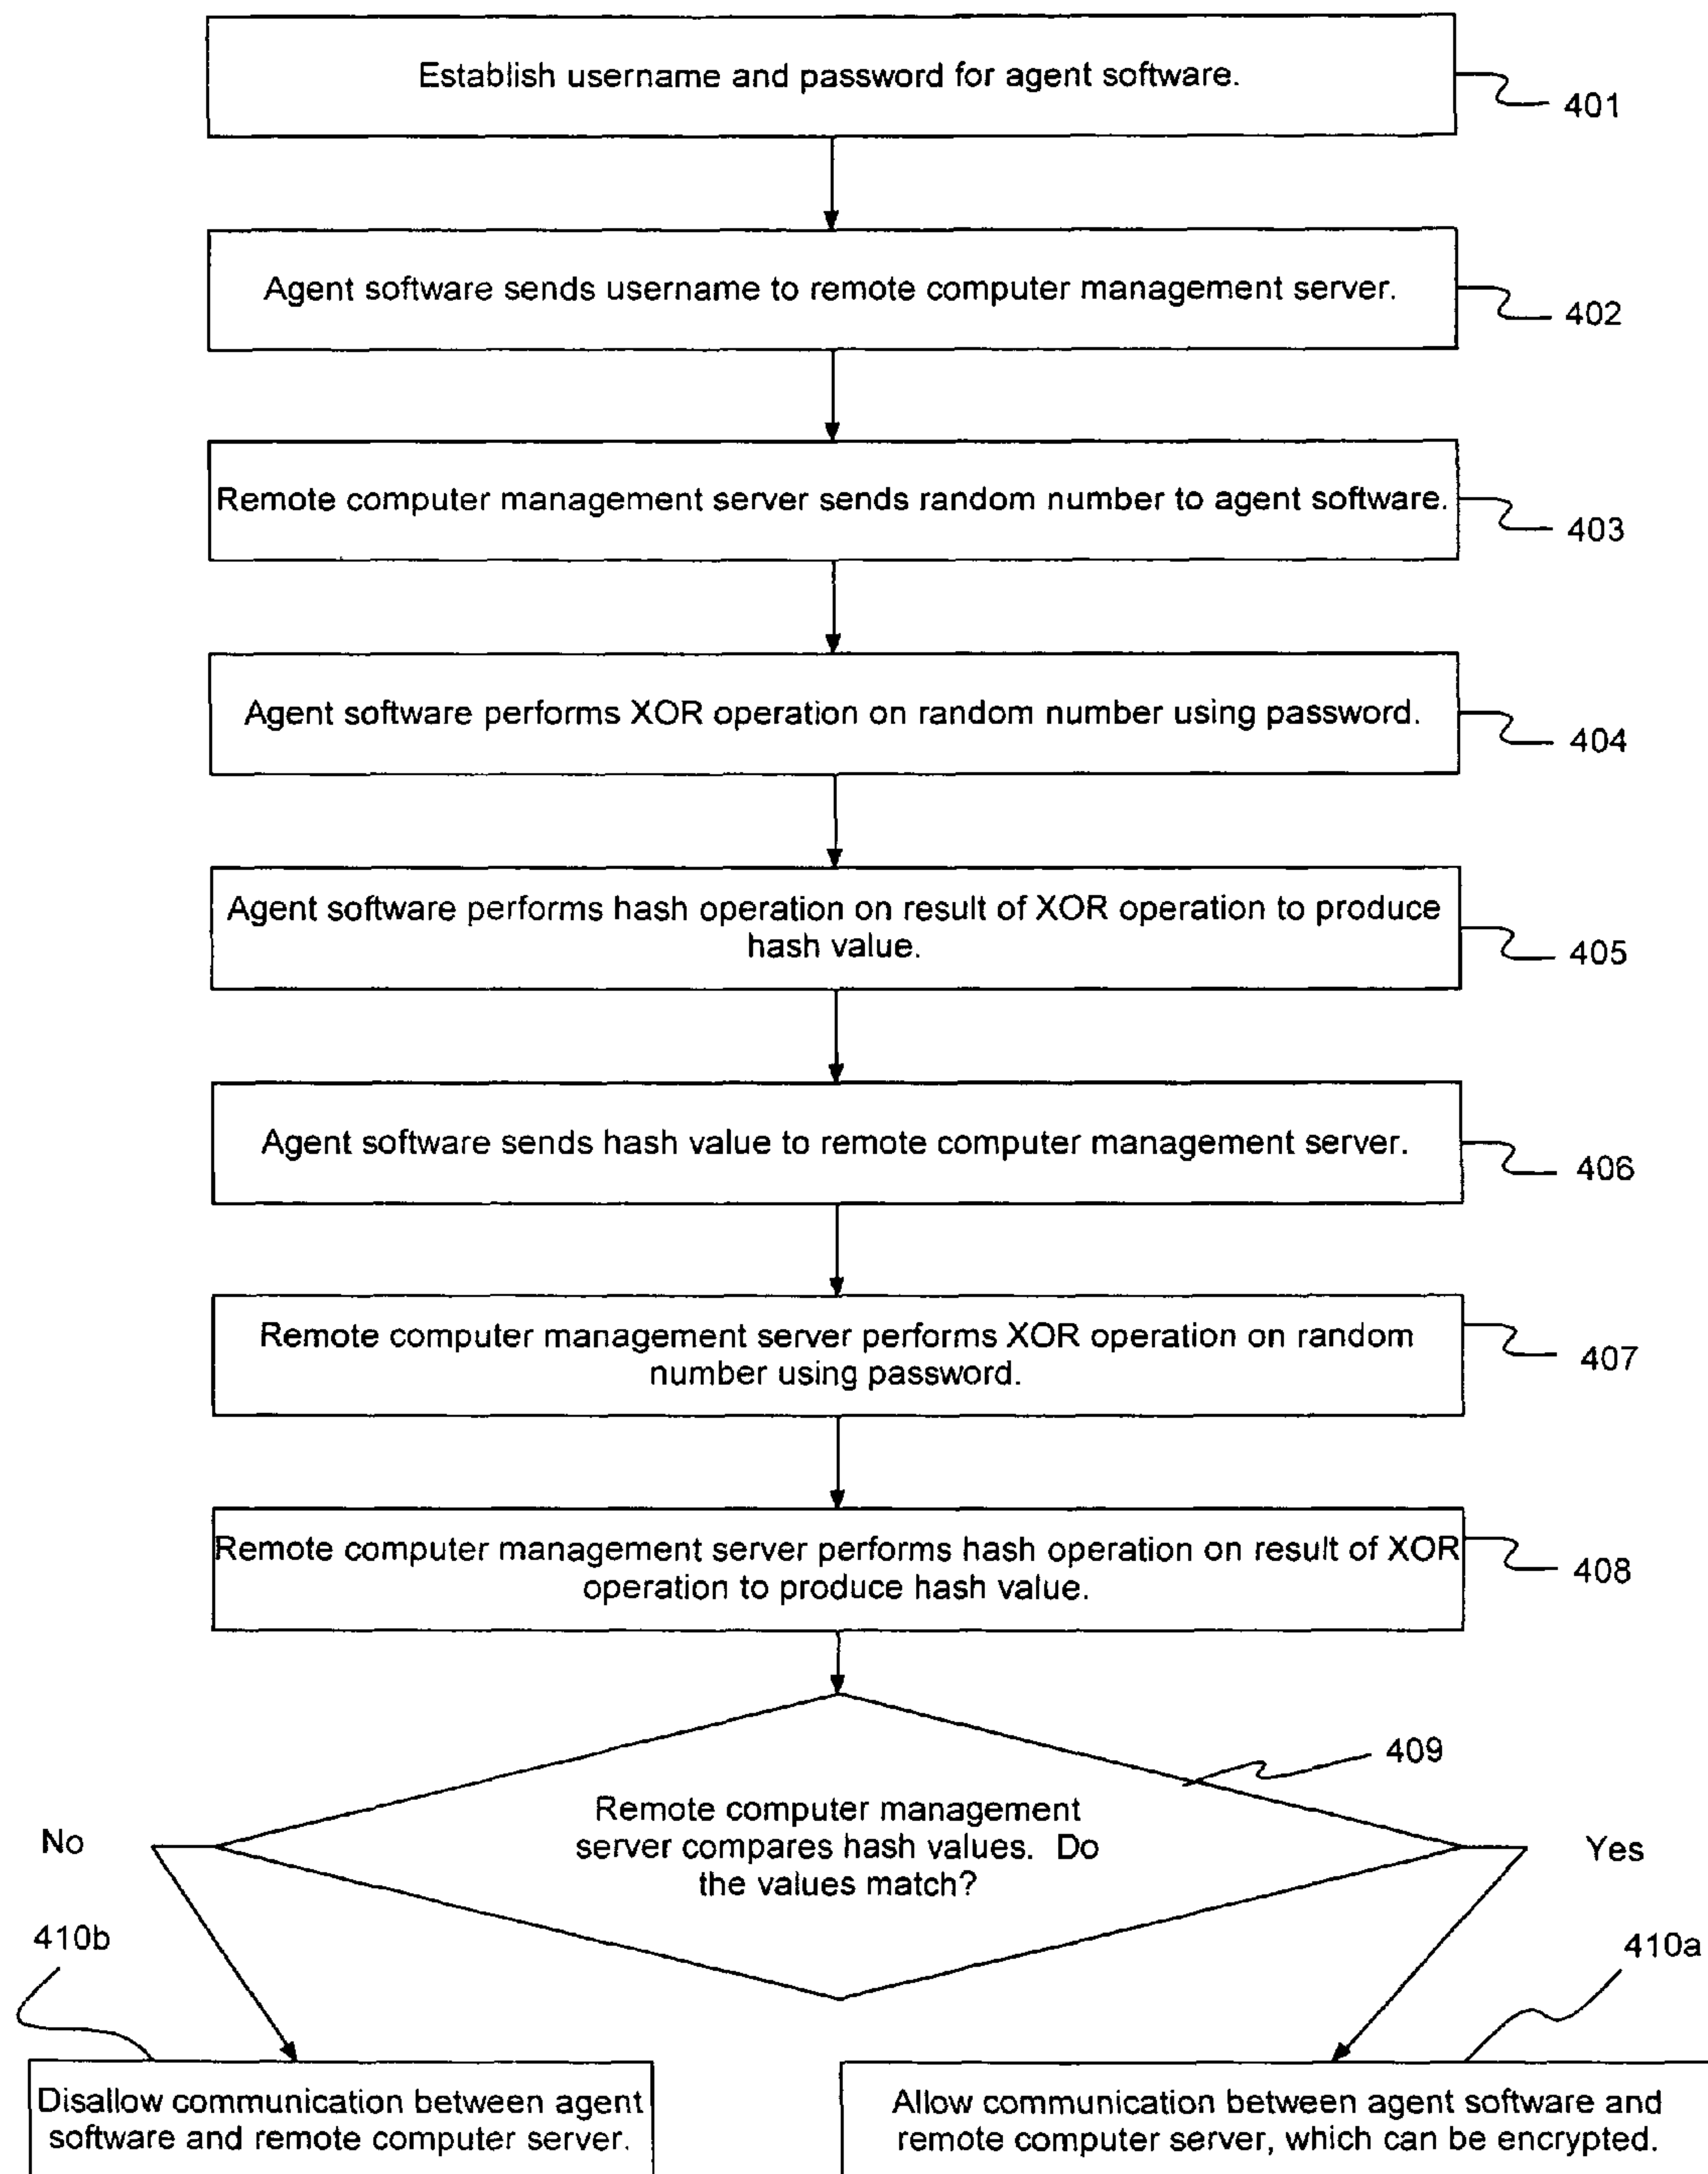 Establish username and password for agent software.
401
Agent software sends username to remote computer management server.
402
Remote computer management server sends random number to agent software.
403
Agent software performs XOR operation on random number using password.
404
Agent software performs hash operation on result of XOR operation to produce
hash value.
405
Agent software sends hash value to remote computer management server.
406
Remote computer management server performs XOR operation on random
number using password.
407
Remote computer management server performs hash operation on result of XOR
operation to produce hash value.
408
409
Remote computer management
server compares hash values. Do
the values match?
No
Yes
410b
410a
Disallow communication between agent
software and remote computer server.
Allow communication between agent software and
remote computer server, which can be encrypted.